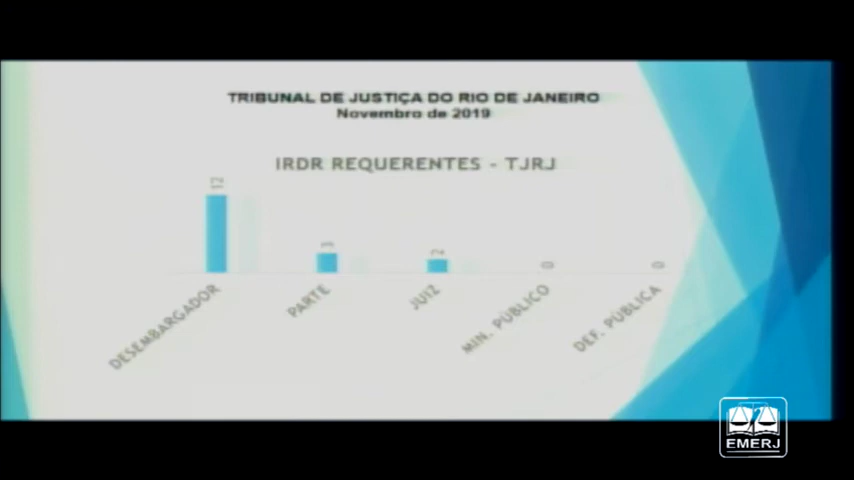 TRIBUNAL DE JUSTIÇA DO RIO DE JANEIRO
Novembro de 2019
IRDR REQUERENTES - TJRJ
12
3
2
0
0
DESEMBARGADOR
PARTE
JUIZ
MIN. PÚBLICO
DEF. PÚBLICA
EMERJ